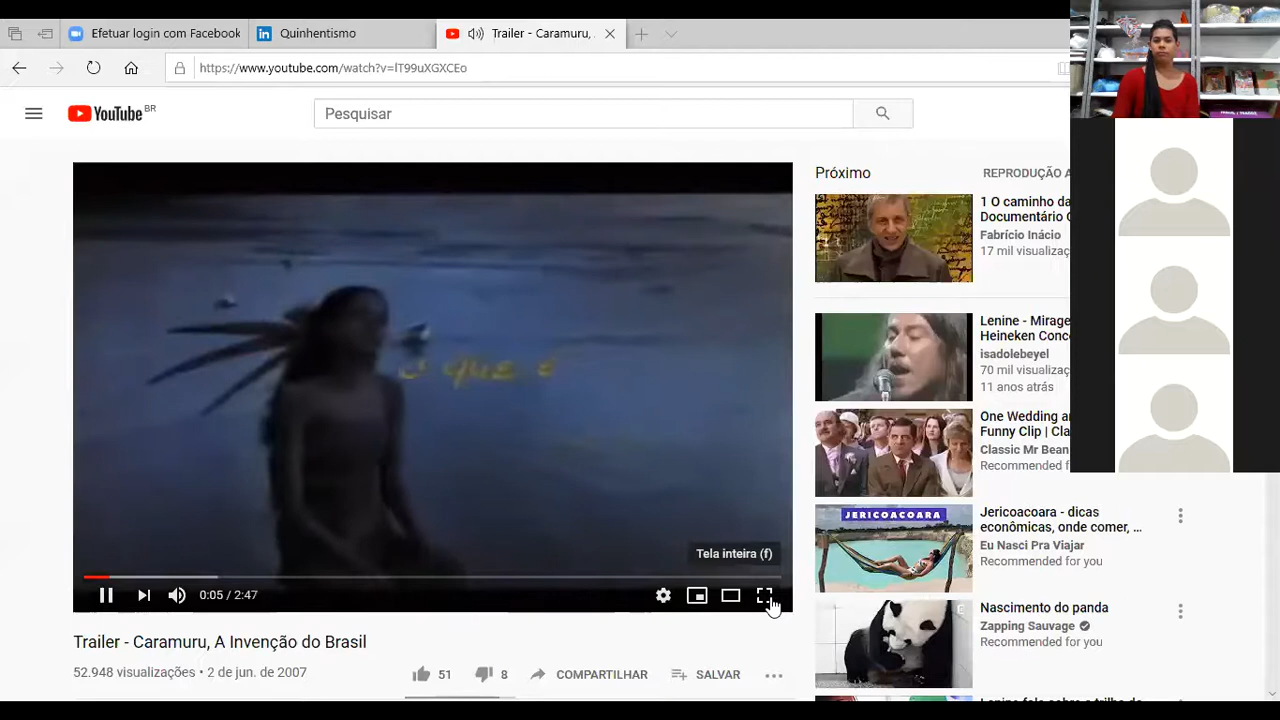 Efetuar login com Facebook
Quinhentismo
Trailer - Caramuru,
https://www.youtube.com/watch?v=lT99uXGXCEo
YouTube BR
Pesquisar
que
Tela inteira (f)
0:05 / 2:47
Trailer - Caramuru, A Invenção do Brasil
52.948 visualizações • 2 de jun. de 2007
51
8
COMPARTILHAR
SALVAR
Próximo
REPRODUÇÃO A
1 O caminho da
Documentário
Fabrício Inácio
17 mil visualizaç
Lenine - Mirage
Heineken Conc
isadolebeyel
70 mil visualizaç
11 anos atrás
One Wedding a
Funny Clip | Cla
Classic Mr Bean
Recommended f
JERICOACOARA
Jericoacoara - dicas
econômicas, onde comer, ...
Eu Nasci Pra Viajar
Recommended for you
Nascimento do panda
Zapping Sauvage
Recommended for you